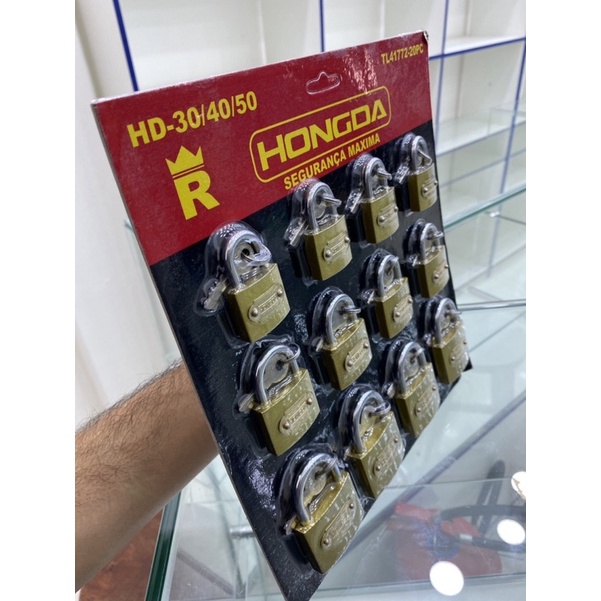 TL41772-20PC
HD-30/40/50
HONGDA
SEGURANÇA MAXIMA
R